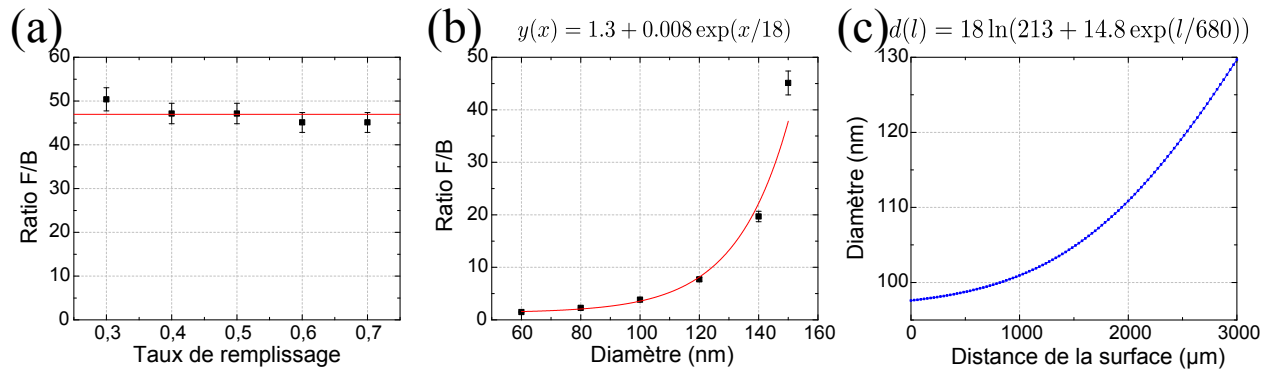 (a)
Ratio F/B
60
50
40
30
20
10
0
0,3 0,4 0,5 0,6 0,7
Taux de remplissage
(b)
y(x) = 1.3 + 0.008 exp(x/18)
Ratio F/B
50
40
30
20
10
0
60 80 100 120 140 160
Diamètre (nm)
(c)
d(l) = 18 ln(213 + 14.8 exp(l/680))
Diamètre (nm)
130
120
110
100
0 1000 2000 3000
Distance de la surface (µm)